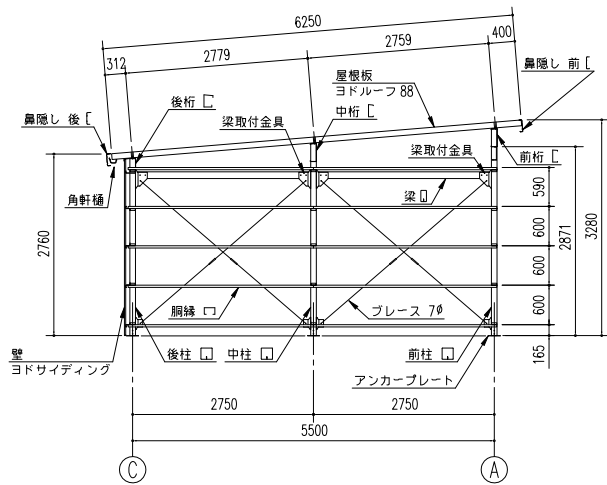 6250
312
2779
2759
400
鼻隠し 前
屋根板
ヨドルーフ 88
後桁
中桁
鼻隠し 後
梁取付金具
梁取付金具
前桁
角軒樋
梁
590
2760
600
2871
3280
600
胴縁
ブレース 7φ
600
後柱
中柱
前柱
壁
ヨドサイディング
アンカープレート
165
2750
2750
5500
C
A